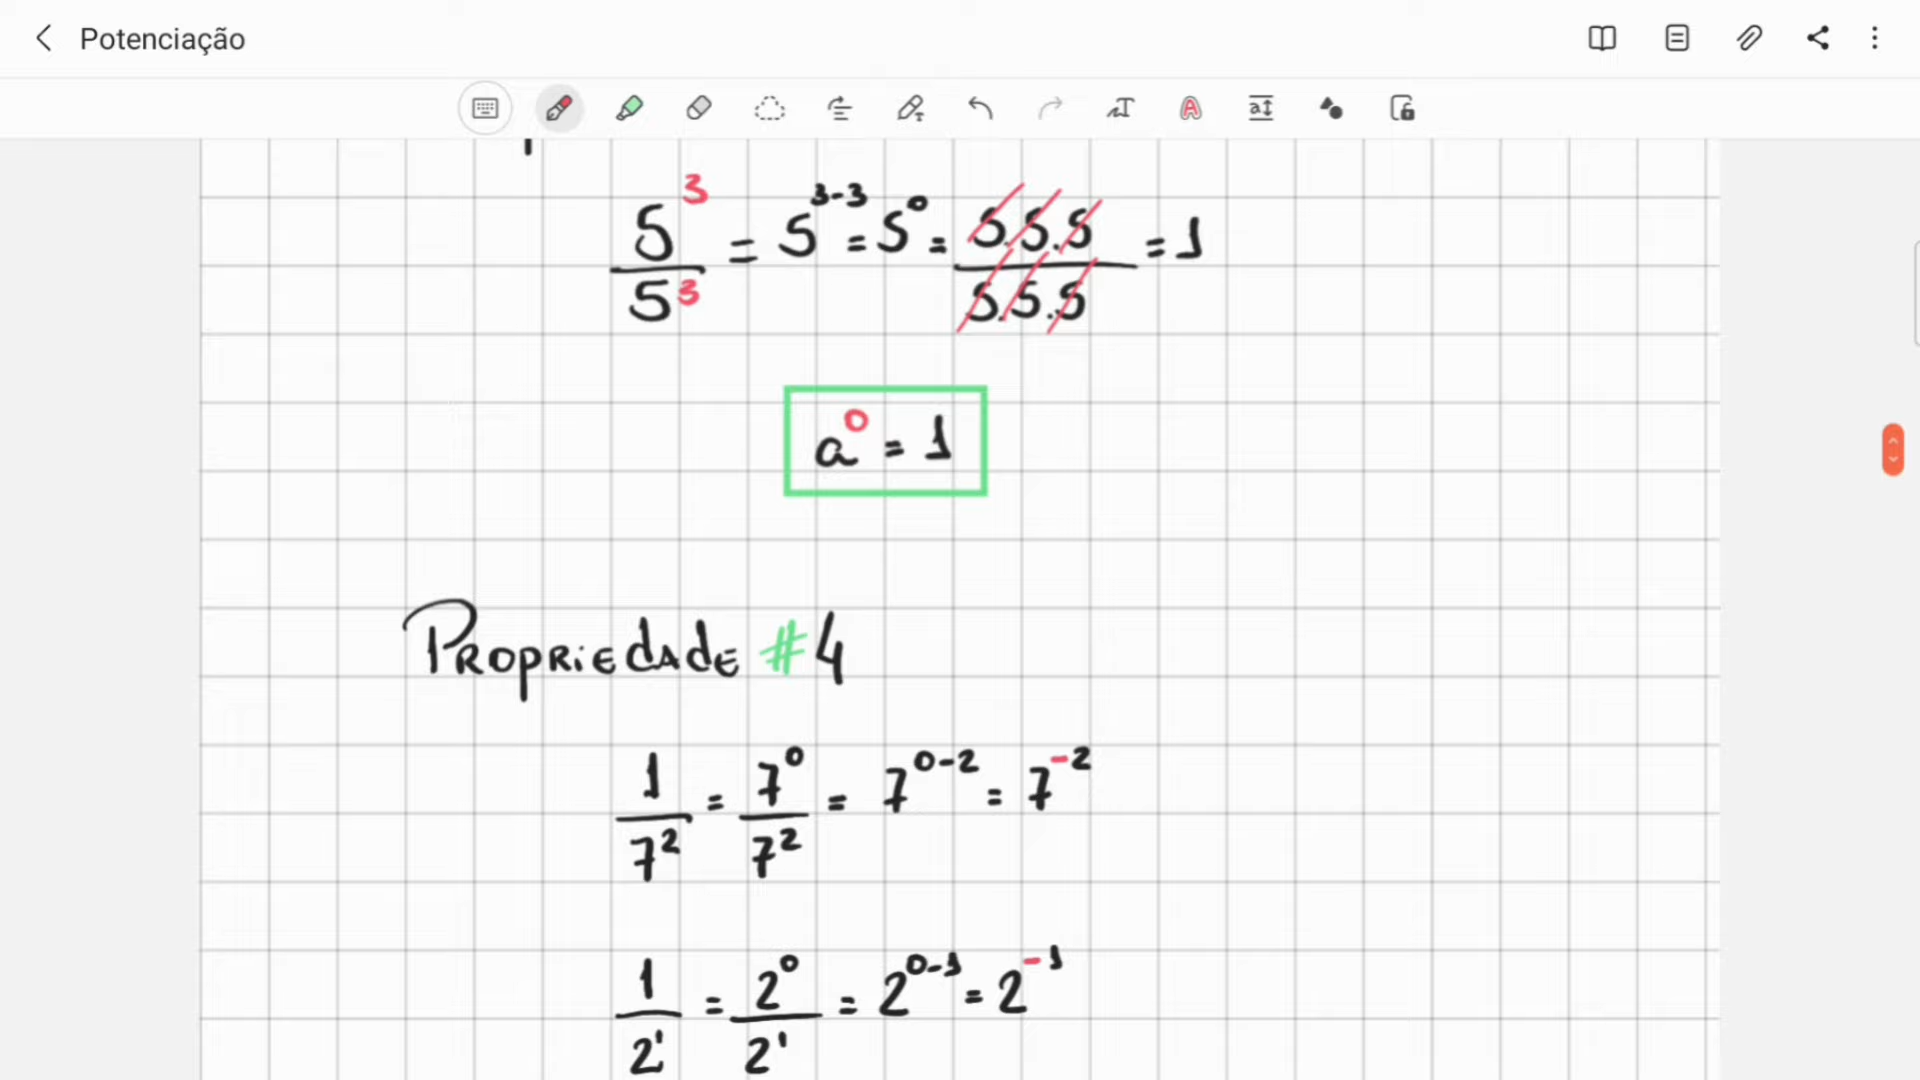 Potenciação
5³/5³ = 5³⁻³ = 5⁰ = 5.5.5/5.5.5 = 1
a⁰ = 1
Propriedade #4
1/7² = 7⁰/7² = 7⁰⁻² = 7⁻²
1/2¹ = 2⁰/2¹ = 2⁰⁻¹ = 2⁻¹